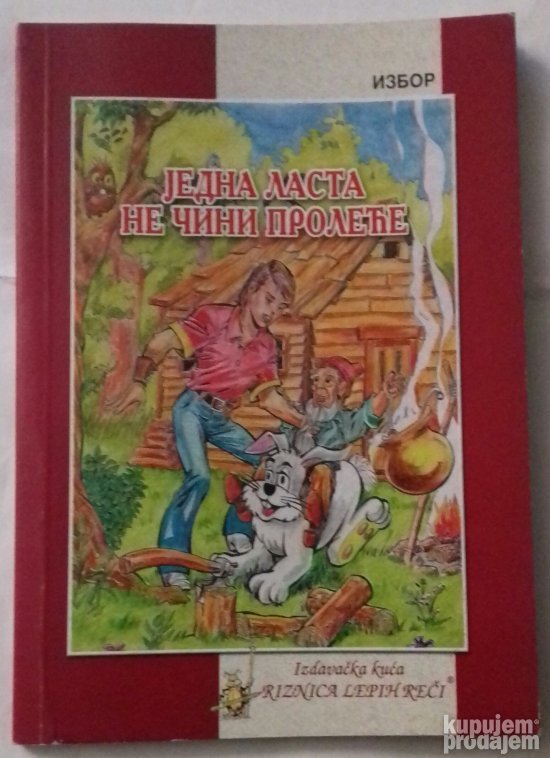 ИЗБОР
ЈЕДНА ЛАСТА
НЕ ЧИНИ ПРОЛЕЋЕ
Izdavačka kuća
RIZNICA LEPIH REČI®
kupujem
prodajem